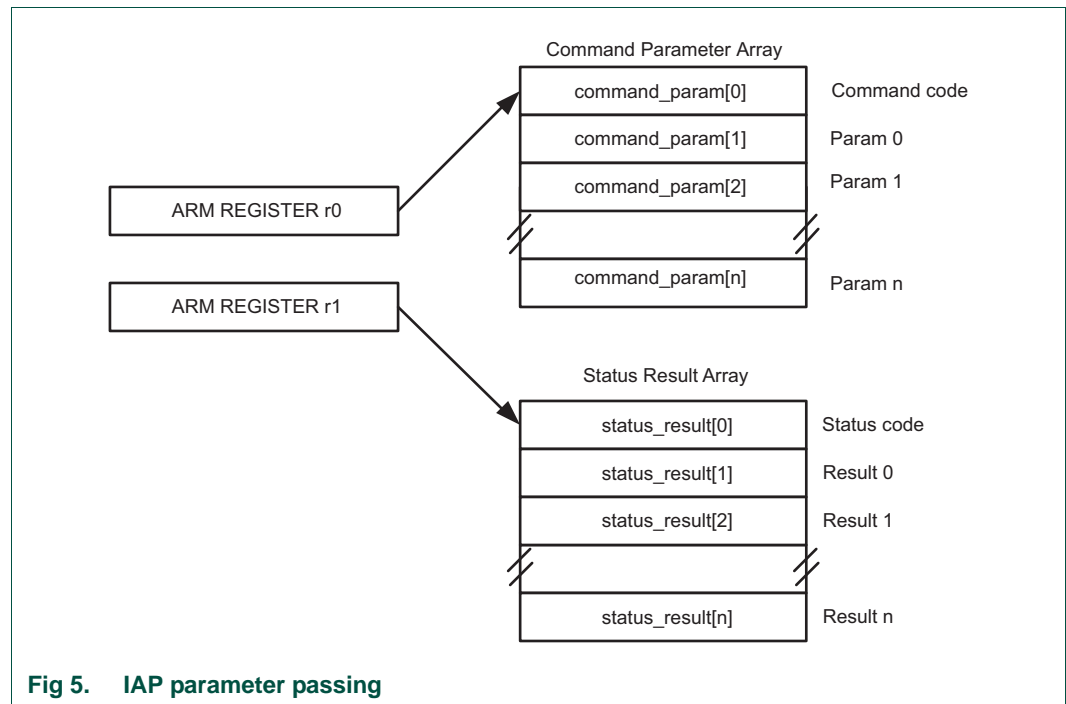 Command Parameter Array
command_param[0] Command code
command_param[1] Param 0
command_param[2] Param 1
ARM REGISTER r0
command_param[n] Param n
ARM REGISTER r1
Status Result Array
status_result[0] Status code
status_result[1] Result 0
status_result[2] Result 1
status_result[n] Result n
Fig 5. IAP parameter passing